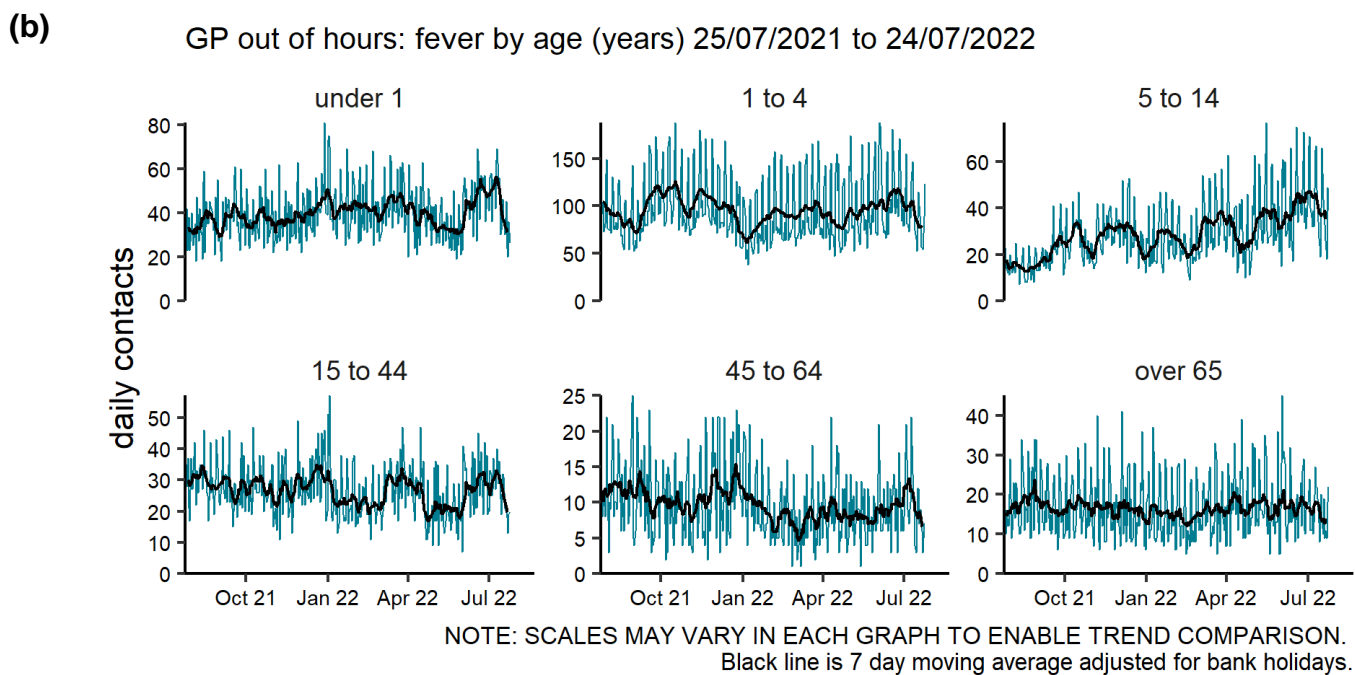 (b)
GP out of hours: fever by age (years) 25/07/2021 to 24/07/2022
under 1
1 to 4
5 to 14
80
60
40
20
0
150
100
50
0
60
40
20
0
daily contacts
15 to 44
45 to 64
over 65
50
40
30
20
10
0
25
20
15
10
5
0
40
30
20
10
0
Oct 21 Jan 22 Apr 22 Jul 22
Oct 21 Jan 22 Apr 22 Jul 22
Oct 21 Jan 22 Apr 22 Jul 22
NOTE: SCALES MAY VARY IN EACH GRAPH TO ENABLE TREND COMPARISON.
Black line is 7 day moving average adjusted for bank holidays.